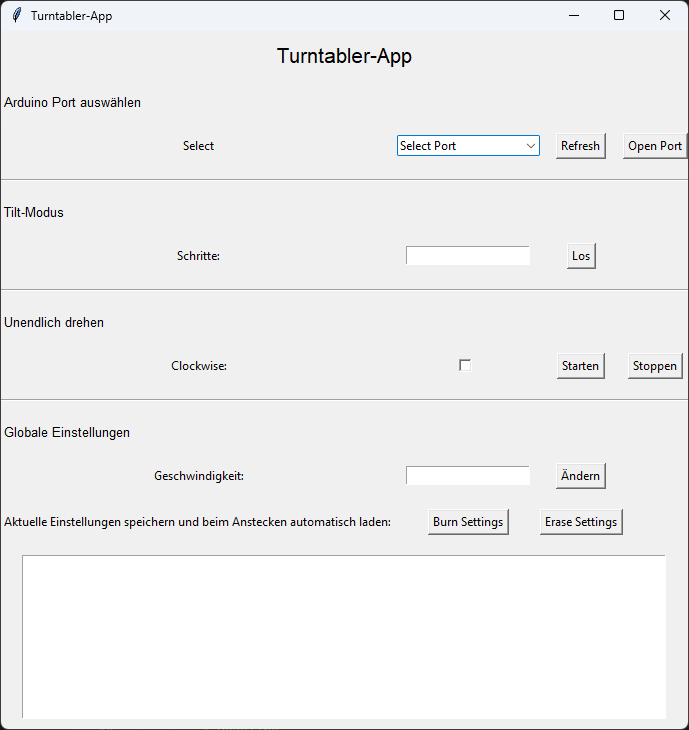 Turntabler-App
Turntabler-App
Arduino Port auswählen
Select Select Port Refresh Open Port
Tilt-Modus
Schritte: Los
Unendlich drehen
Clockwise: Starten Stoppen
Globale Einstellungen
Geschwindigkeit: Ändern
Aktuelle Einstellungen speichern und beim Anstecken automatisch laden: Burn Settings Erase Settings